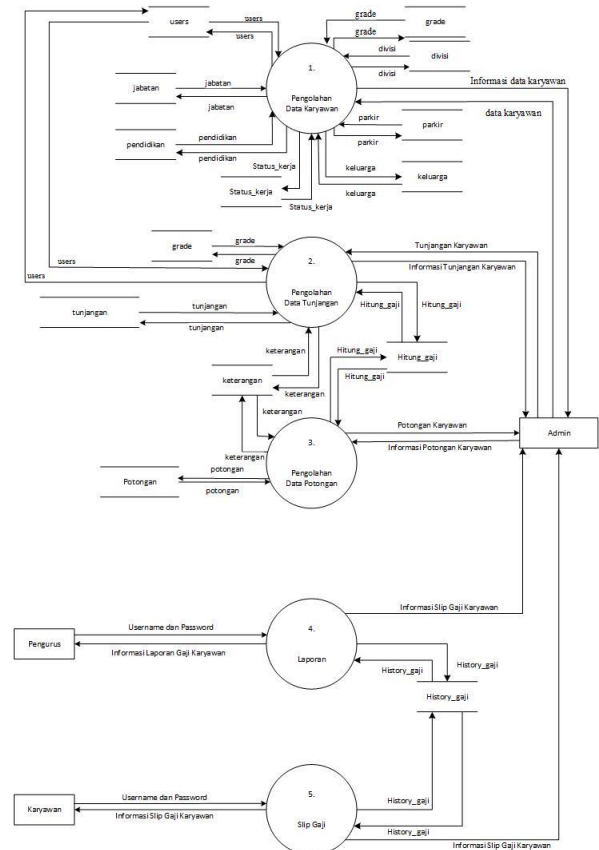 users
users
users
grade
grade
grade
divisi
divisi
divisi
1.
Pengolahan
Data Karyawan
jabatan
jabatan
jabatan
Informasi data karyawan
data karyawan
parkir
parkir
parkir
pendidikan
pendidikan
pendidikan
Status_kerja
Status_kerja
Status_kerja
keluarga
keluarga
keluarga
users
users
grade
grade
grade
2.
Pengolahan
Data Tunjangan
Tunjangan Karyawan
Informasi Tunjangan Karyawan
tunjangan
tunjangan
tunjangan
Hitung_gaji
Hitung_gaji
Hitung_gaji
Hitung_gaji
Hitung_gaji
keterangan
keterangan
keterangan
keterangan
keterangan
3.
Pengolahan
Data Potongan
Potongan Karyawan
Informasi Potongan Karyawan
Admin
Potongan
potongan
potongan
Informasi Slip Gaji Karyawan
4.
Laporan
Pengurus
Username dan Password
Informasi Laporan Gaji Karyawan
History_gaji
History_gaji
History_gaji
5.
Slip Gaji
Karyawan
Username dan Password
Informasi Slip Gaji Karyawan
History_gaji
History_gaji
Informasi Slip Gaji Karyawan